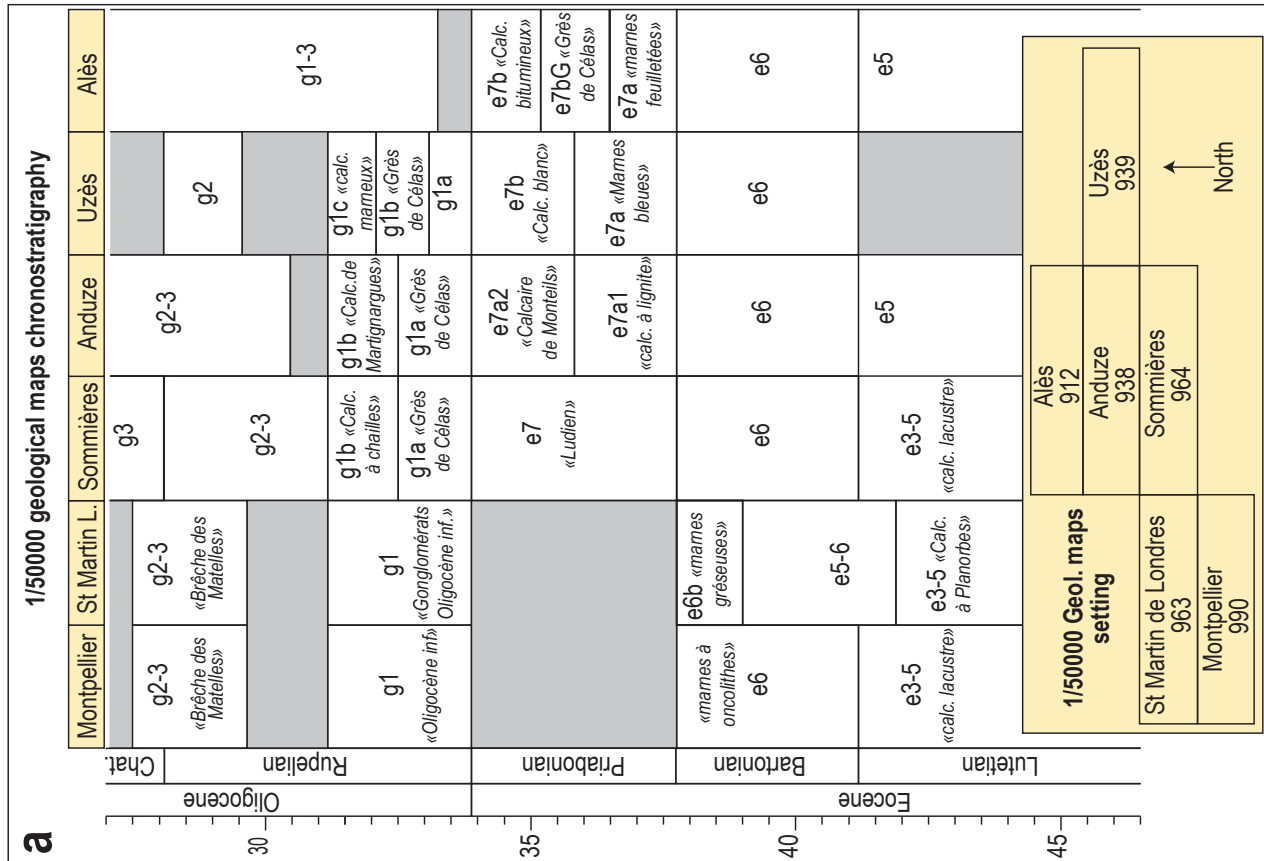 a
1/50000 geological maps chronostratigraphy
Montpellier
St Martin L.
Sommières
Anduze
Uzès
Alès
Oligocene
Eocene
Chat.
Rupelian
Priabonian
Bartonian
Lutetian
30
35
40
45
g2-3
«Brêche des
Matelles»
g1
«Oligocène inf.»
«marnes à
oncolithes»
e6
e3-5
«calc. lacustre»
g2-3
«Brêche des
Matelles»
g1
«Gonglomérats
Oligocène inf.»
e6b «marnes
gréseuses»
e5-6
e3-5 «Calc.
à Planorbes»
g3
g2-3
g1b «Calc.
à chailles»
g1a «Grès
de Célas»
e7
«Ludien»
e6
e3-5
«calc. lacustre»
g2-3
g1b «Calc.de
Martignargues»
g1a «Grès
de Célas»
e7a2
«Calcaire
de Monteils»
e7a1
«calc. à lignite»
e6
e5
g2
g1c «calc.
marneux»
g1b «Grès
de Célas»
g1a
e7b
«Calc. blanc»
e7a «Marnes
bleues»
e6
g1-3
e7b «Calc.
bitumineux»
e7bG «Grès
de Célas»
e7a «marnes
feuilletées»
e6
e5
1/50000 Geol. maps
setting
Alès
912
Anduze
938
Uzès
939
St Martin de Londres
963
Sommières
964
Montpellier
990
North